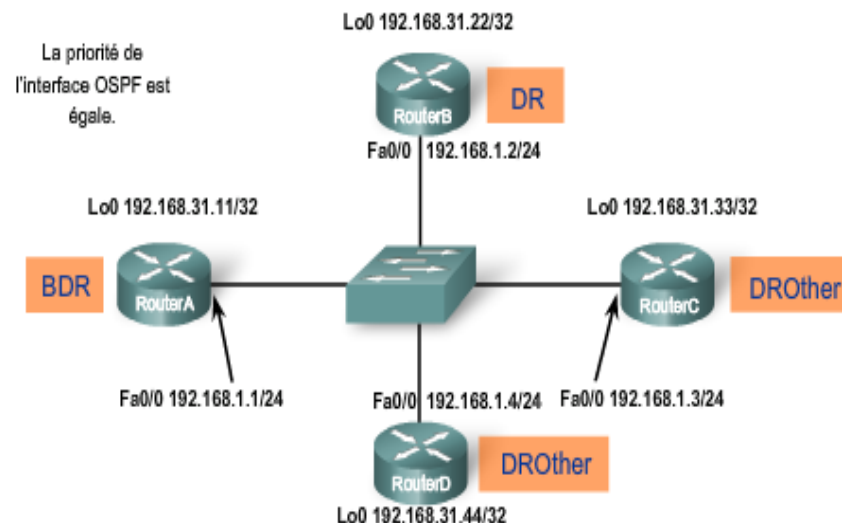 Lo0 192.168.31.22/32
La priorité de
l'interface OSPF est
égale.
RouterB
DR
Fa0/0 192.168.1.2/24
Lo0 192.168.31.11/32
Lo0 192.168.31.33/32
BDR
RouterA
RouterC
DROther
Fa0/0 192.168.1.1/24
Fa0/0 192.168.1.4/24
Fa0/0 192.168.1.3/24
RouterD
DROther
Lo0 192.168.31.44/32